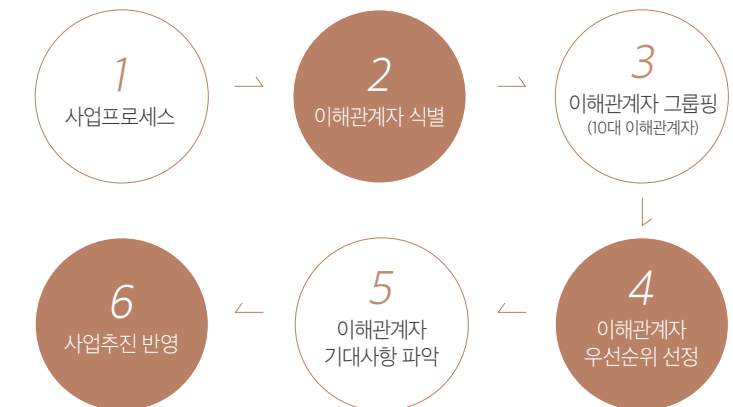 1
사업프로세스
2
이해관계자 식별
3
이해관계자 그룹핑
(10대 이해관계자)
4
이해관계자
우선순위 선정
5
이해관계자
기대사항 파악
6
사업추진 반영